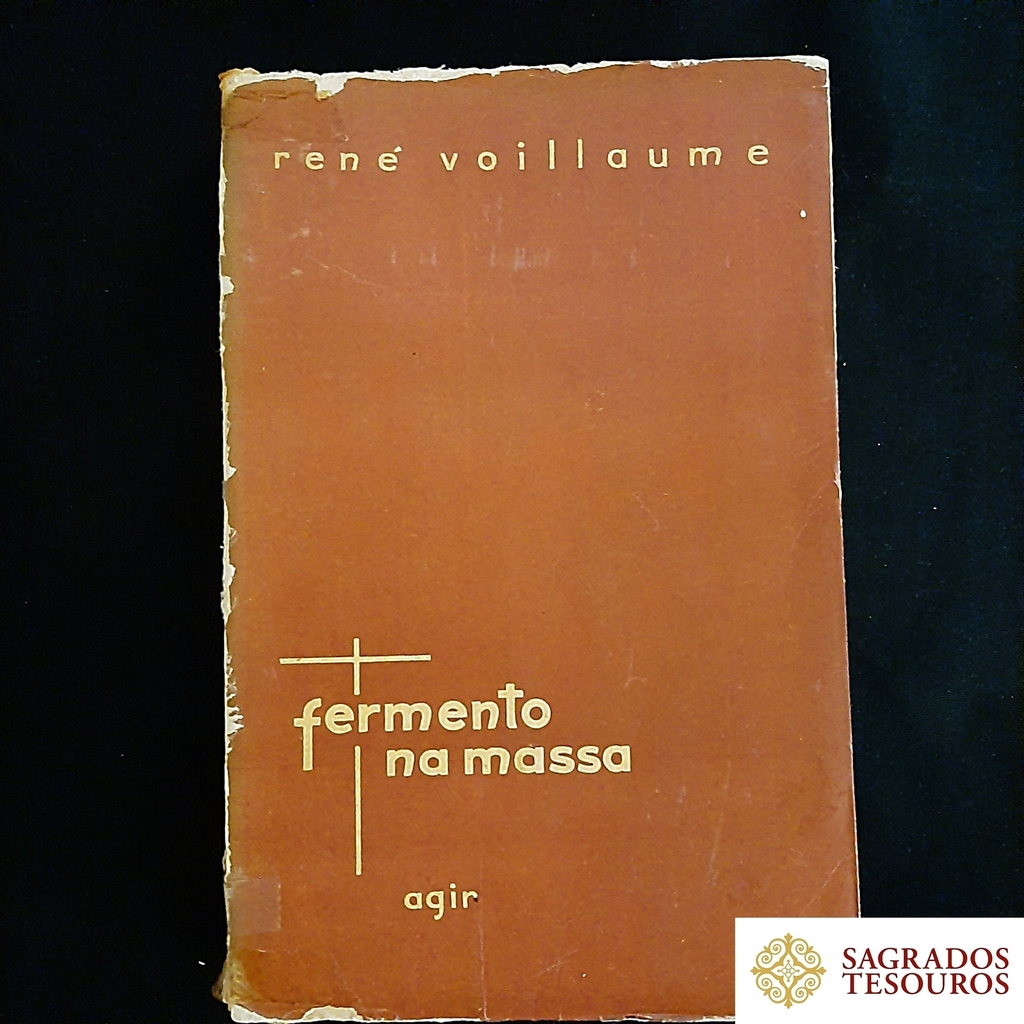 rené voillaume
fermento
na massa
agir
SAGRADOS
TESOUROS